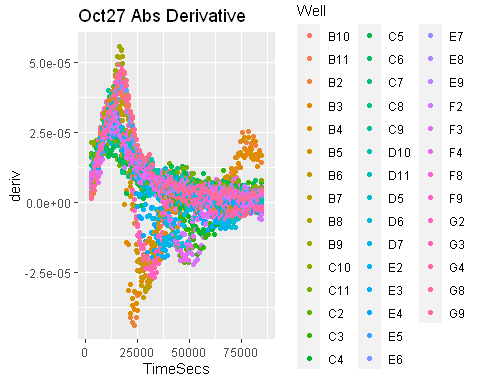 Oct27 Abs Derivative
deriv
5.0e-05
2.5e-05
0.0e+00
-2.5e-05
0
25000
50000
75000
TimeSecs
Well
B10
B11
B2
B3
B4
B5
B6
B7
B8
B9
C10
C11
C2
C3
C4
C5
C6
C7
C8
C9
D10
D11
D5
D6
D7
E2
E3
E4
E5
E6
E7
E8
E9
F2
F3
F4
F8
F9
G2
G3
G4
G8
G9